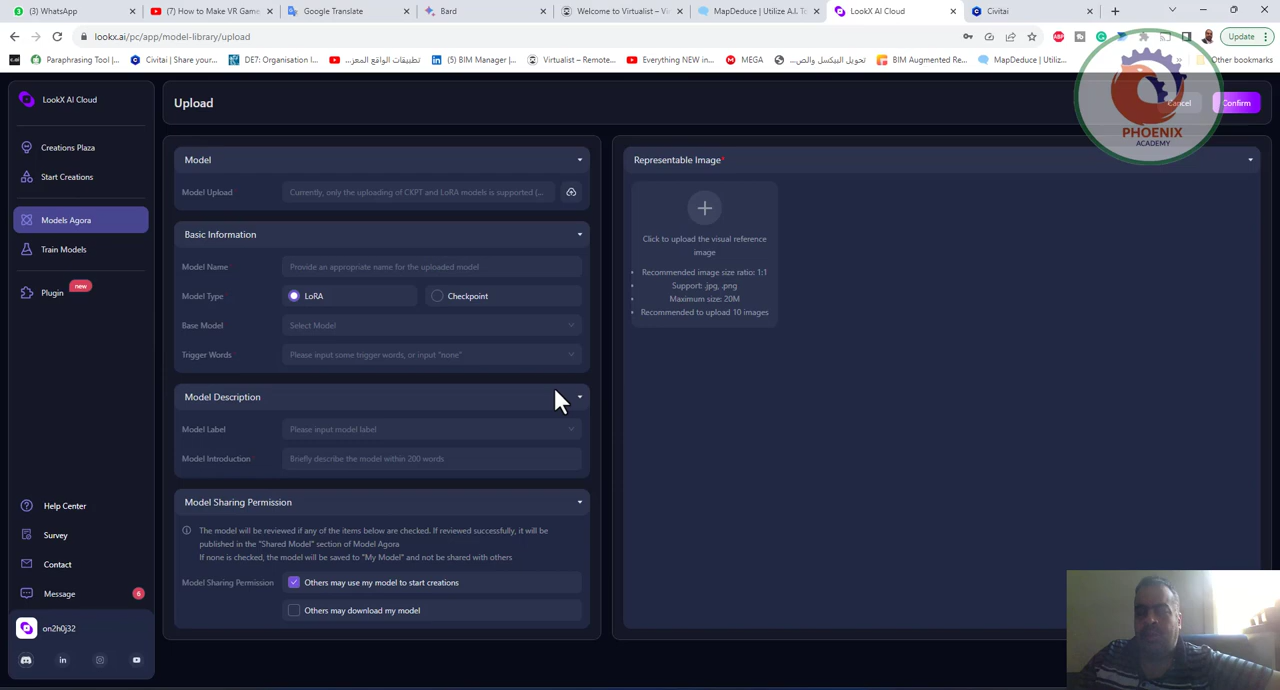 (3) WhatsApp
(7) How to Make VR Game
Google Translate
Bard
Welcome to Virtualist – Virtualist
MapDeduce | Utilize A.I. To
LookX AI Cloud
Civitai
lookx.ai/pc/app/model-library/upload
Update
Paraphrasing Tool |...
Civitai | Share your...
DE7: Organisation I...
تطبيقات الواقع المعز...
(5) BIM Manager |...
Virtualist – Remote...
Everything NEW in...
MEGA
تحويل البيكسل والص...
BIM Augmented Re...
MapDeduce | Utiliz...
Other bookmarks
LookX AI Cloud
Creations Plaza
Start Creations
Models Agora
Train Models
Plugin
new
Help Center
Survey
Contact
Message
6
on2h0j32
Upload
Cancel
Confirm
PHOENIX
ACADEMY
Model
Model Upload
Currently, only the uploading of CKPT and LoRA models is supported (...
Basic Information
Model Name
Provide an appropriate name for the uploaded model
Model Type
LoRA
Checkpoint
Base Model
Select Model
Trigger Words
Please input some trigger words, or input "none"
Model Description
Model Label
Please input model label
Model Introduction
Briefly describe the model within 200 words
Model Sharing Permission
The model will be reviewed if any of the items below are checked. If reviewed successfully, it will be
published in the "Shared Model" section of Model Agora
If none is checked, the model will be saved to "My Model" and not be shared with others
Model Sharing Permission
Others may use my model to start creations
Others may download my model
Representable Image*
Click to upload the visual reference
image
Recommended image size ratio: 1:1
Support: .jpg, .png
Maximum size: 20M
Recommended to upload 10 images